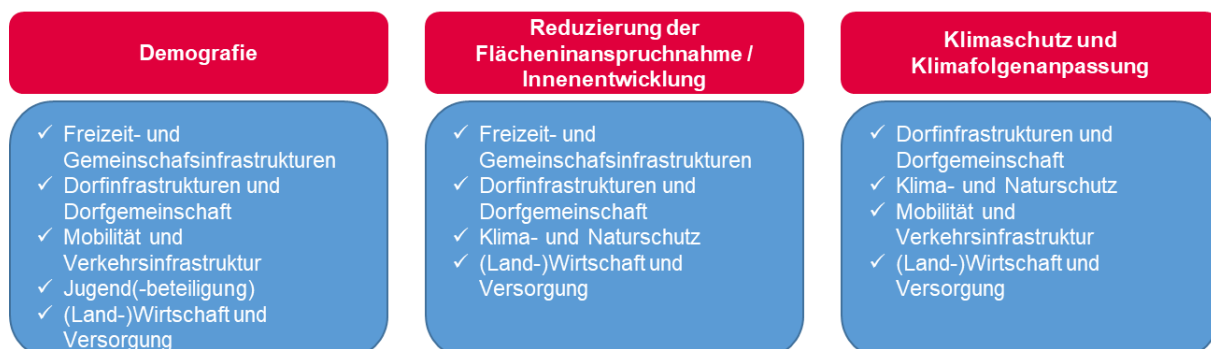 Demografie
✓ Freizeit- und
Gemeinschafsinfrastrukturen
✓ Dorfinfrastrukturen und
Dorfgemeinschaft
✓ Mobilität und
Verkehrsinfrastruktur
✓ Jugend(-beteiligung)
✓ (Land-)Wirtschaft und
Versorgung
Reduzierung der
Flächeninanspruchnahme /
Innenentwicklung
✓ Freizeit- und
Gemeinschafsinfrastrukturen
✓ Dorfinfrastrukturen und
Dorfgemeinschaft
✓ Klima- und Naturschutz
✓ (Land-)Wirtschaft und
Versorgung
Klimaschutz und
Klimafolgenanpassung
✓ Dorfinfrastrukturen und
Dorfgemeinschaft
✓ Klima- und Naturschutz
✓ Mobilität und
Verkehrsinfrastruktur
✓ (Land-)Wirtschaft und
Versorgung